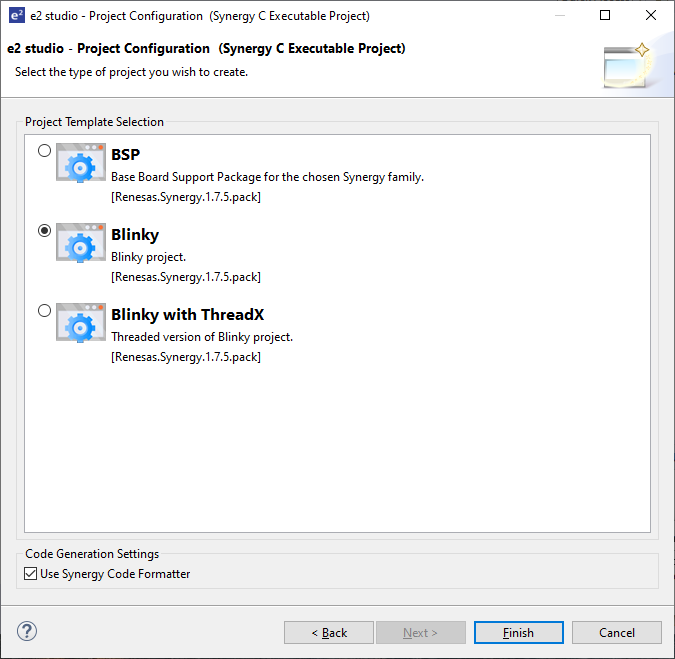 e2 studio - Project Configuration (Synergy C Executable Project)
e2 studio - Project Configuration (Synergy C Executable Project)
Select the type of project you wish to create.
Project Template Selection
BSP
Base Board Support Package for the chosen Synergy family.
[Renesas.Synergy.1.7.5.pack]
Blinky
Blinky project.
[Renesas.Synergy.1.7.5.pack]
Blinky with ThreadX
Threaded version of Blinky project.
[Renesas.Synergy.1.7.5.pack]
Code Generation Settings
Use Synergy Code Formatter
? < Back Next > Finish Cancel